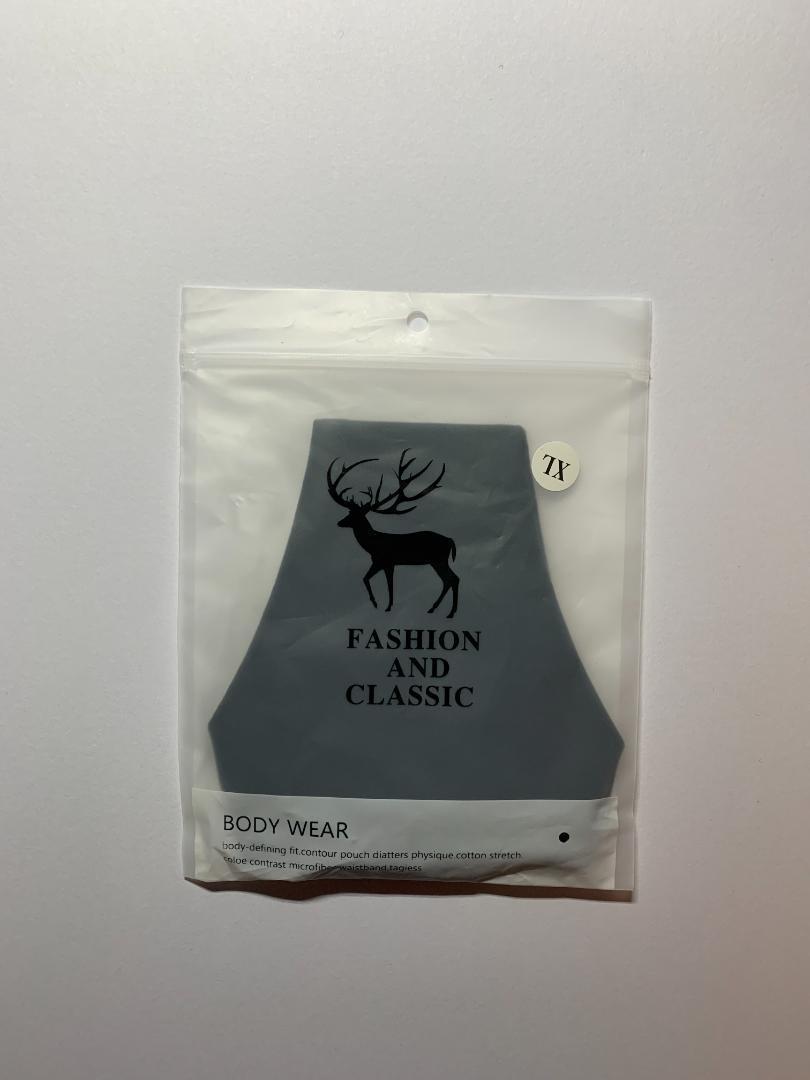 XL
FASHION
AND
CLASSIC
BODY WEAR
body-defining fit.contour pouch diatters physique.cotton stretch.
coloe contrast microfiber waistband.tagless